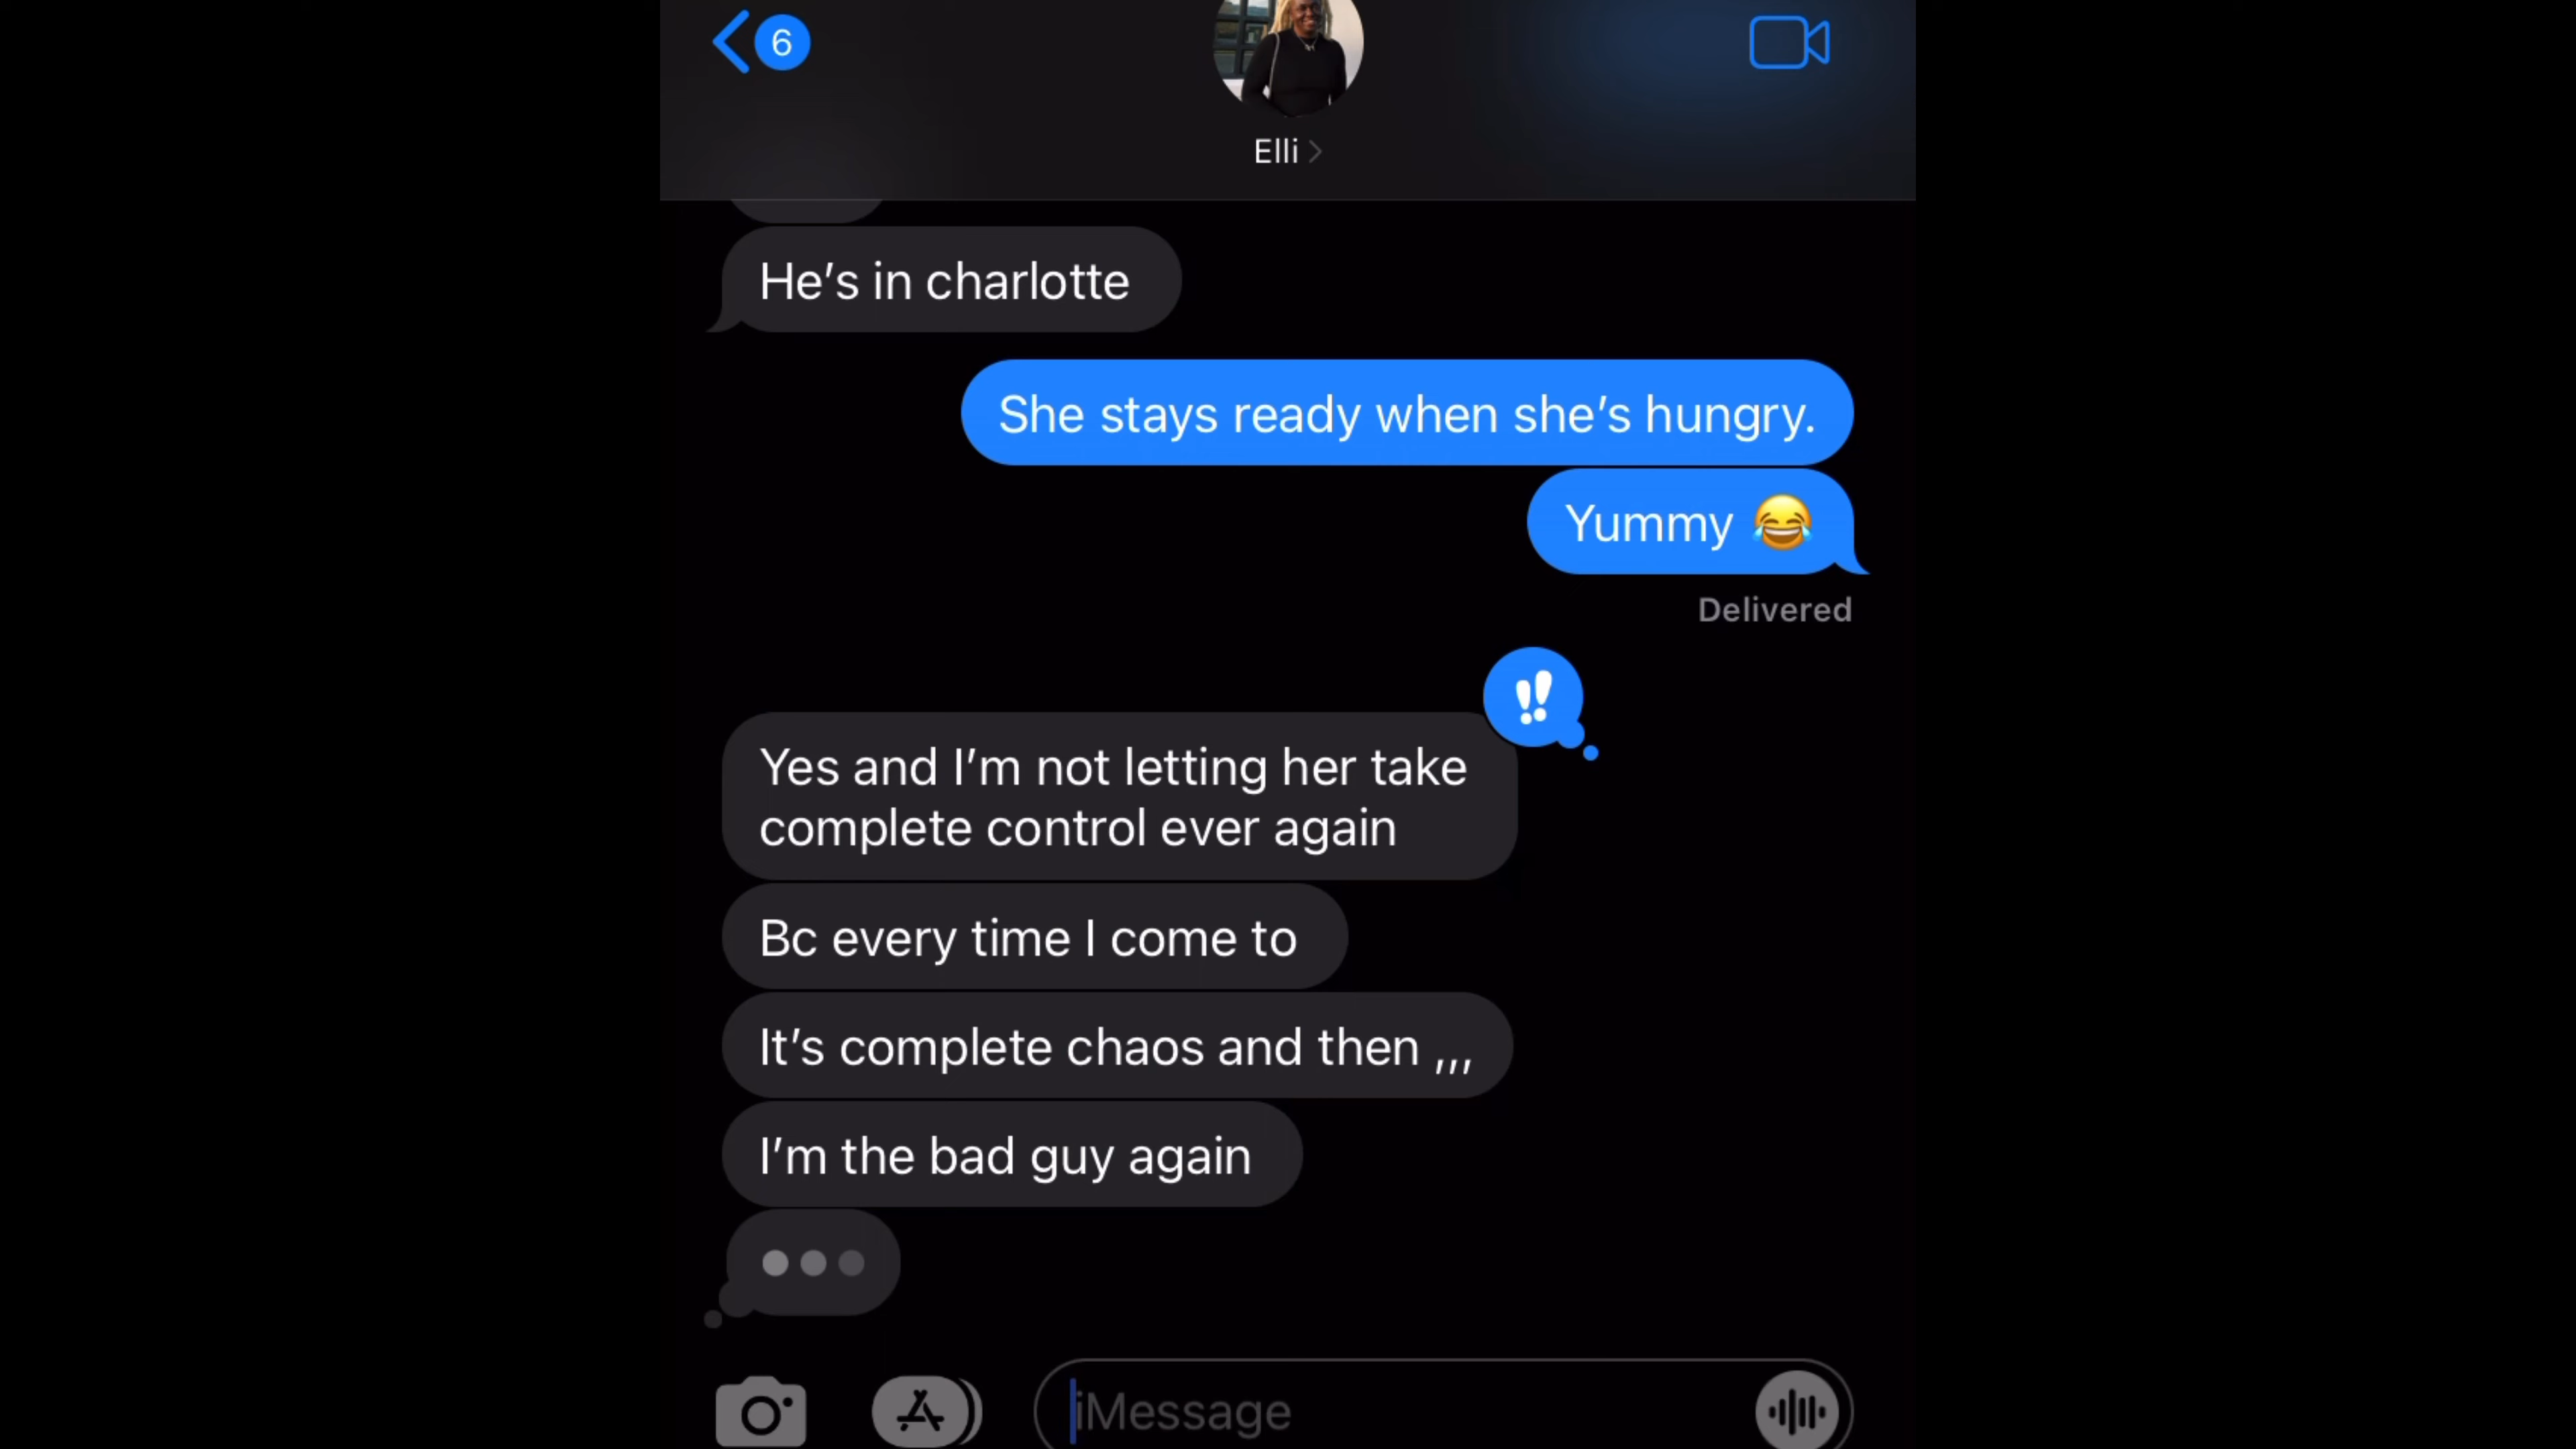 6
Elli
He’s in charlotte
She stays ready when she’s hungry.
Yummy 😂
Delivered
Yes and I’m not letting her take
complete control ever again
Bc every time I come to
It’s complete chaos and then ,,,
I’m the bad guy again
iMessage